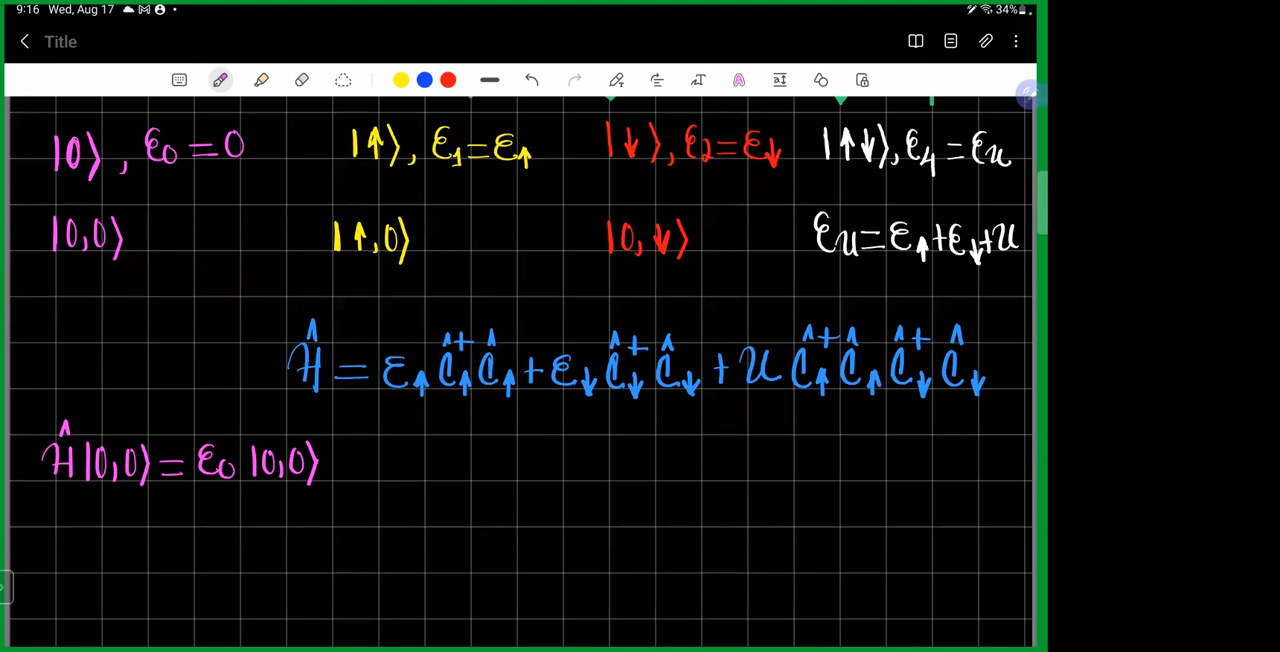 9:16 Wed, Aug 17 34%
Title
|0⟩, ε₀ = 0 |↑⟩, ε₁ = ε↑ |↓⟩, ε₂ = ε↓ |↑↓⟩, ε₄ = εu
|0,0⟩ |↑,0⟩ |0,↓⟩ εu = ε↑ + ε↓ + u
Ĥ = ε↑ Ĉ↑⁺ Ĉ↑ + ε↓ Ĉ↓⁺ Ĉ↓ + u Ĉ↑⁺ Ĉ↑ Ĉ↓⁺ Ĉ↓
Ĥ|0,0⟩ = ε₀ |0,0⟩